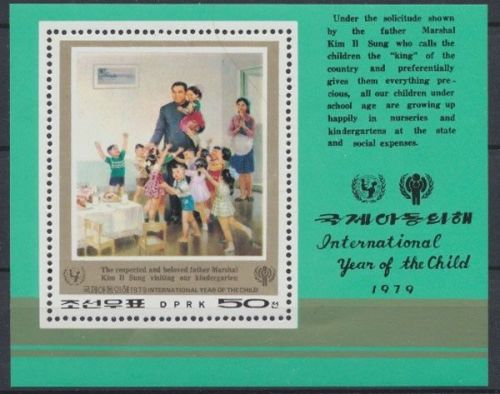 Under the solicitude shown
by the father Marshal
Kim Il Sung who calls the
children the "king" of the
country and preferentially
gives them everything pre-
cious, all our children under
school age are growing up
happily in nurseries and
kindergartens at the state
and social expenses.
국제아동의해
International
Year of the Child
1979
The respected and beloved father Marshal
Kim Il Sung visiting our kindergarten
국제아동의해1979 INTERNATIONAL YEAR OF THE CHILD
조선우표 DPRK 50전